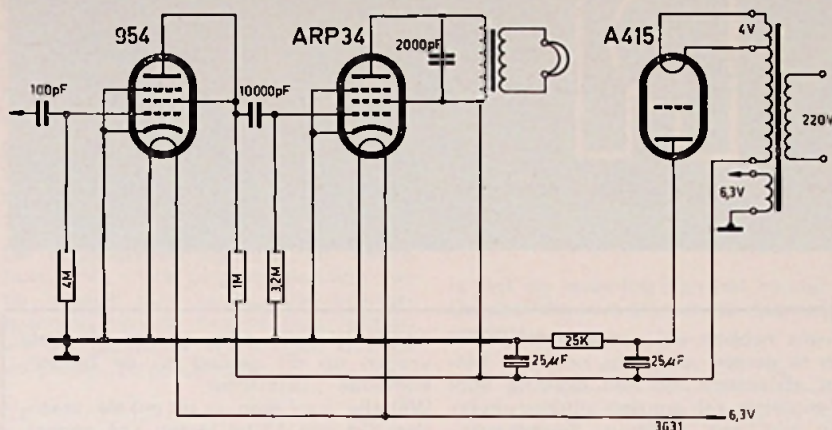 954
ARP34
A415
100pF
10000pF
2000pF
4V
220V
6,3V
4M
1M
3,2M
25K
25µF
25µF
6,3V
3G31